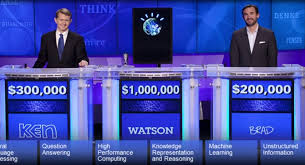 THINK
$300,000
$1,000,000
$200,000
KEN
WATSON
BRAD
Question
Answering
High
Performance
Computing
Knowledge
Representation
and Reasoning
Machine
Learning
Unstructured
Information